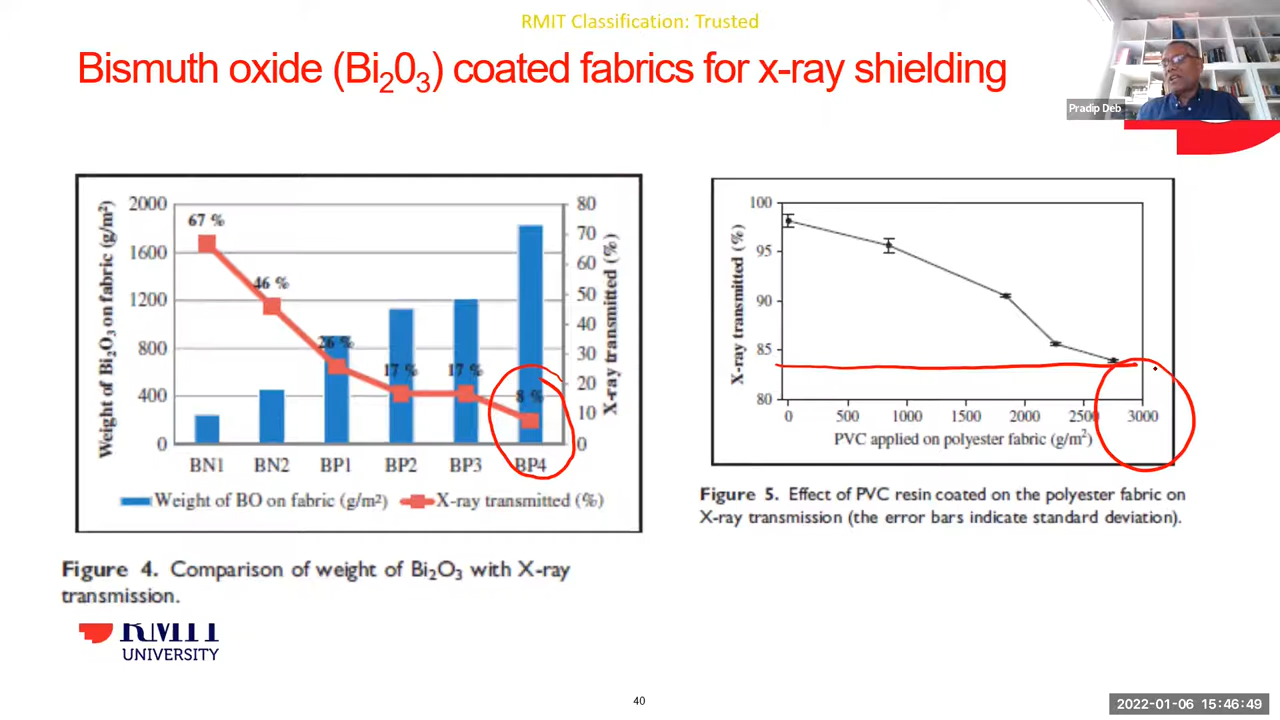 RMIT Classification: Trusted
Bismuth oxide (Bi₂0₃) coated fabrics for x-ray shielding
Pradip Deb
Weight of Bi₂O₃ on fabric (g/m²)
2000
1600
1200
800
400
0
67 %
46 %
26 %
17 %
17 %
8 %
80
70
60
50
40
30
20
10
0
X-ray transmitted (%)
BN1 BN2 BP1 BP2 BP3 BP4
Weight of BO on fabric (g/m²) X-ray transmitted (%)
Figure 4. Comparison of weight of Bi₂O₃ with X-ray
transmission.
X-ray transmitted (%)
100
95
90
85
80
0 500 1000 1500 2000 2500 3000
PVC applied on polyester fabric (g/m²)
Figure 5. Effect of PVC resin coated on the polyester fabric on
X-ray transmission (the error bars indicate standard deviation).
RMIT
UNIVERSITY
40
2022-01-06 15:46:49